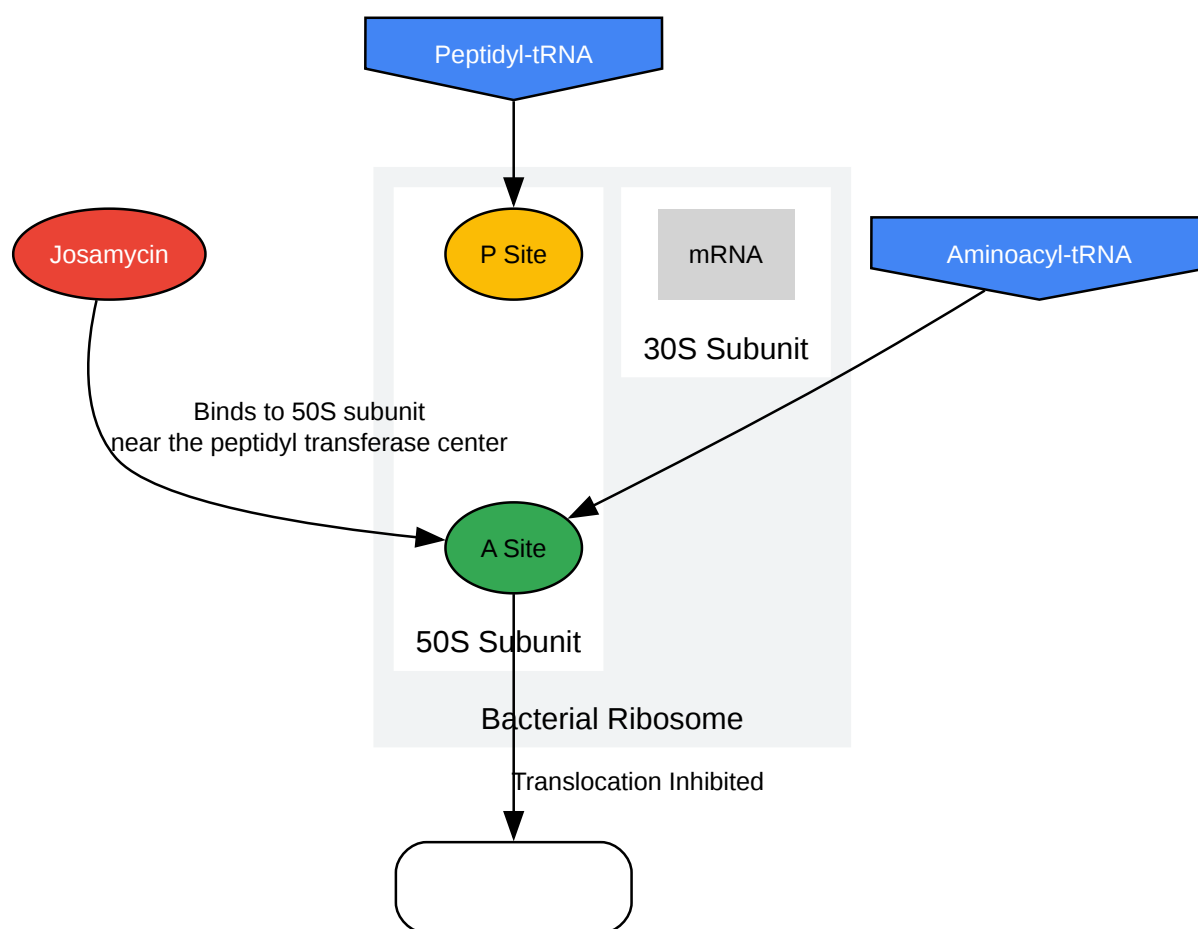 Peptidyl-tRNA
Josamycin
P Site
mRNA
Aminoacyl-tRNA
30S Subunit
Binds to 50S subunit
near the peptidyl transferase center
A Site
50S Subunit
Bacterial Ribosome
Translocation Inhibited